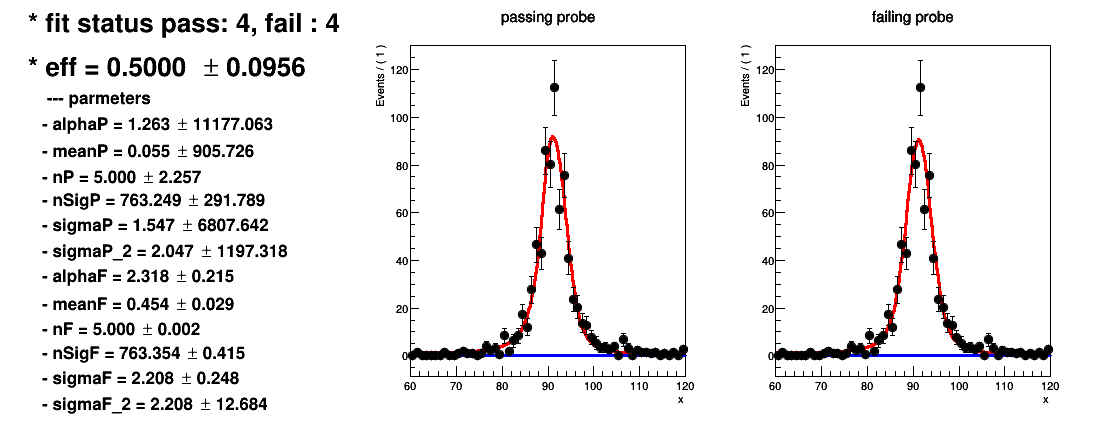 * fit status pass: 4, fail : 4
* eff = 0.5000 ± 0.0956
--- parmeters
- alphaP = 1.263 ± 11177.063
- meanP = 0.055 ± 905.726
- nP = 5.000 ± 2.257
- nSigP = 763.249 ± 291.789
- sigmaP = 1.547 ± 6807.642
- sigmaP_2 = 2.047 ± 1197.318
- alphaF = 2.318 ± 0.215
- meanF = 0.454 ± 0.029
- nF = 5.000 ± 0.002
- nSigF = 763.354 ± 0.415
- sigmaF = 2.208 ± 0.248
- sigmaF_2 = 2.208 ± 12.684
passing probe
Events / ( 1 )
120
100
80
60
40
20
0
60 70 80 90 100 110 120
x
failing probe
Events / ( 1 )
120
100
80
60
40
20
0
60 70 80 90 100 110 120
x